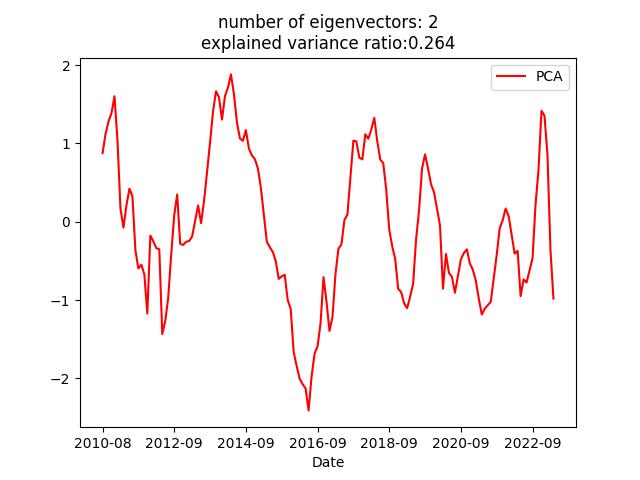 number of eigenvectors: 2
explained variance ratio:0.264
PCA
2
1
0
−1
−2
2010-08 2012-09 2014-09 2016-09 2018-09 2020-09 2022-09
Date